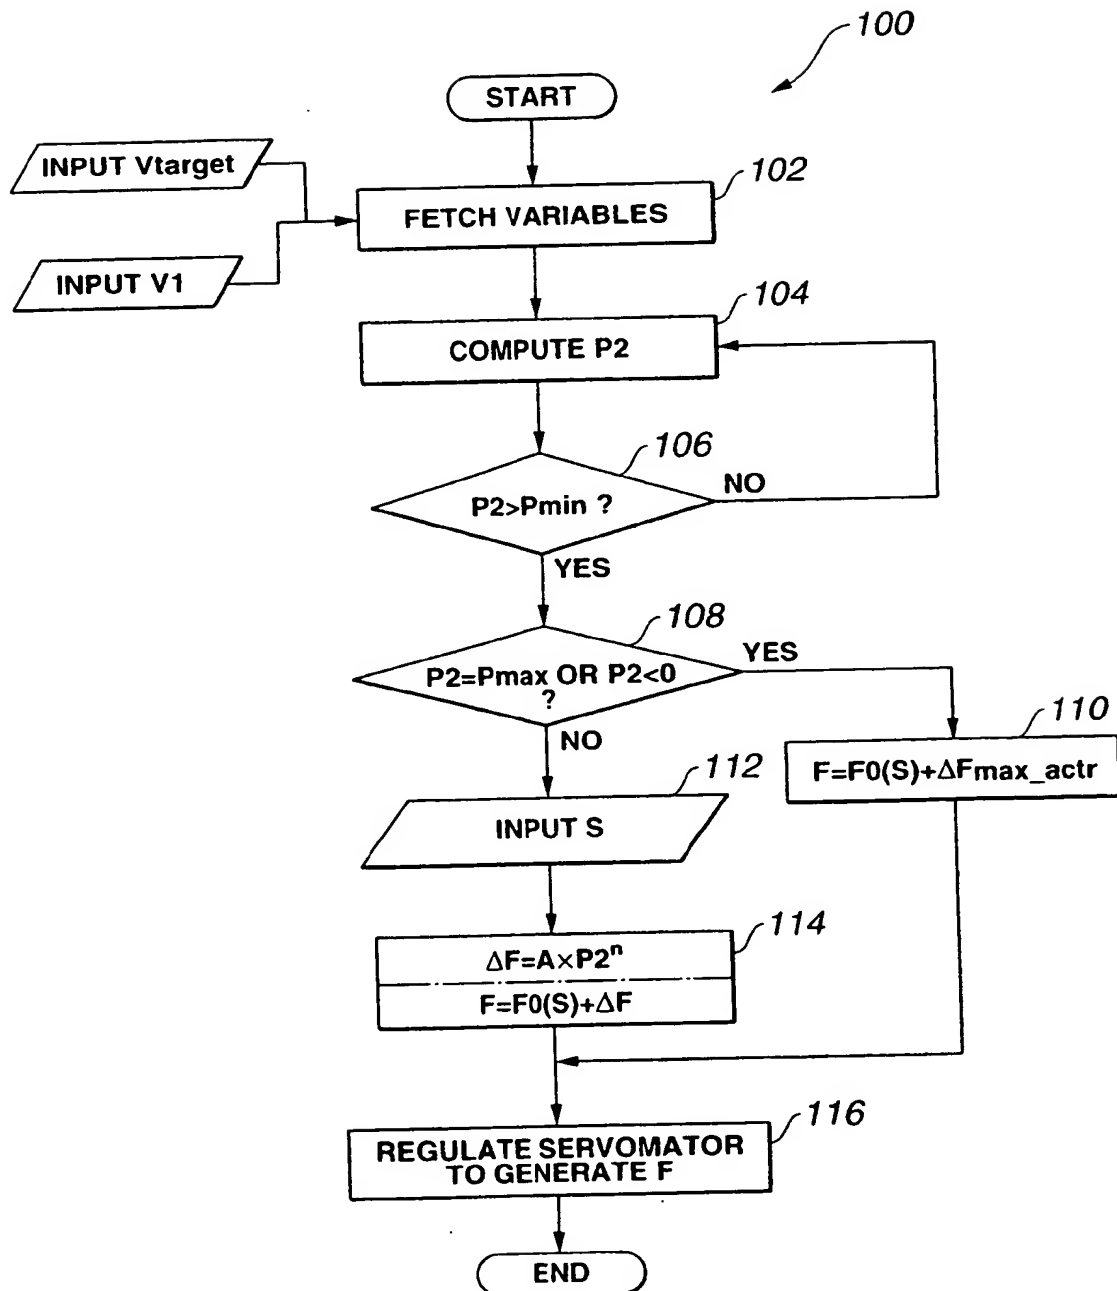 100
START
INPUT Vtarget
102
FETCH VARIABLES
INPUT V1
104
COMPUTE P2
106
P2>Pmin ?
NO
YES
108
P2=Pmax OR P2<0
?
YES
NO
110
F=F0(S)+ΔFmax_actr
112
INPUT S
114
ΔF=A×P2ⁿ
F=F0(S)+ΔF
116
REGULATE SERVOMATOR
TO GENERATE F
END